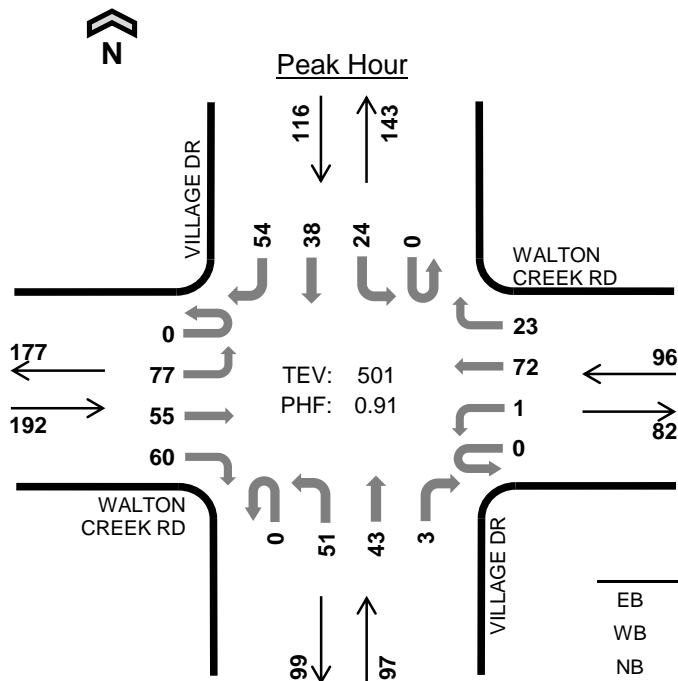 N
Peak Hour
116
143
VILLAGE DR
54
38
24
0
WALTON
CREEK RD
0
23
177
77
72
96
TEV: 501
55
PHF: 0.91
1
192
82
60
0
WALTON
CREEK RD
0
51
43
3
VILLAGE DR
99
97
EB
WB
NB